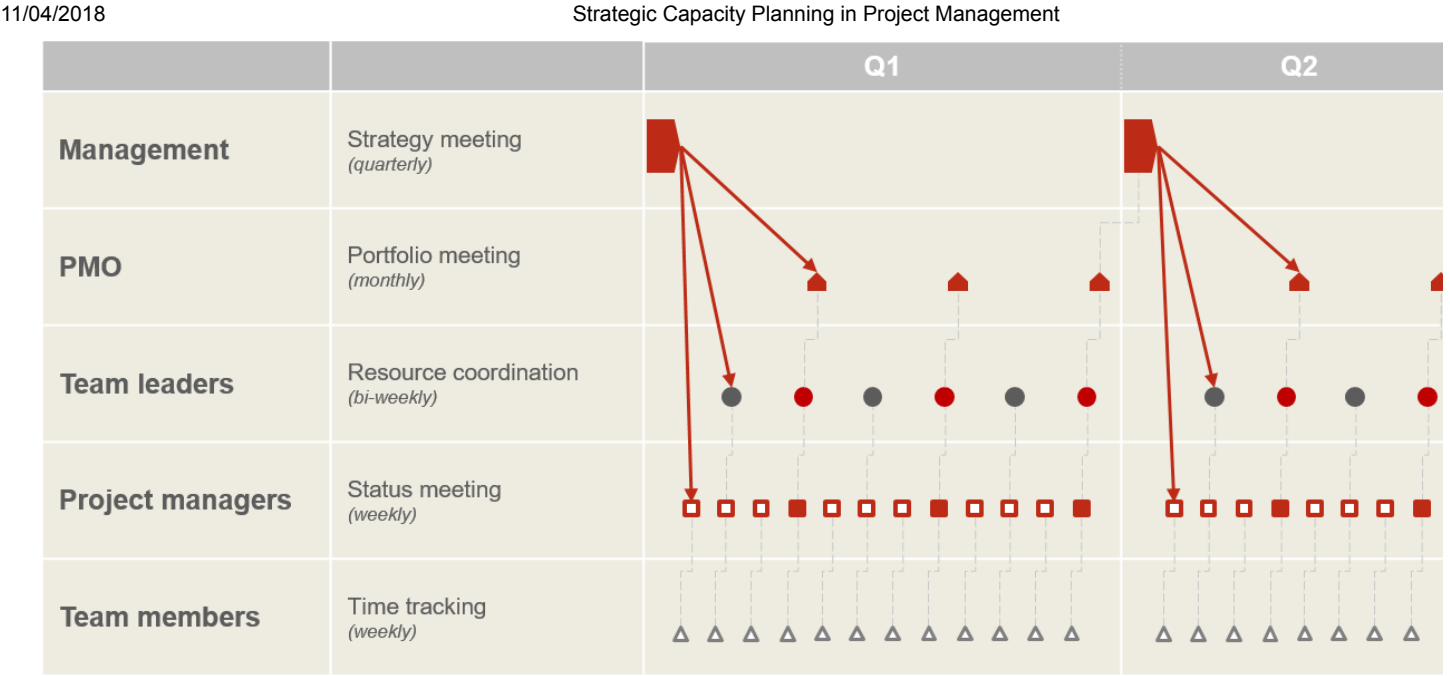 11/04/2018 Strategic Capacity Planning in Project Management
Q1 Q2
Management
Strategy meeting
(quarterly)
PMO
Portfolio meeting
(monthly)
Team leaders
Resource coordination
(bi-weekly)
Project managers
Status meeting
(weekly)
Team members
Time tracking
(weekly)